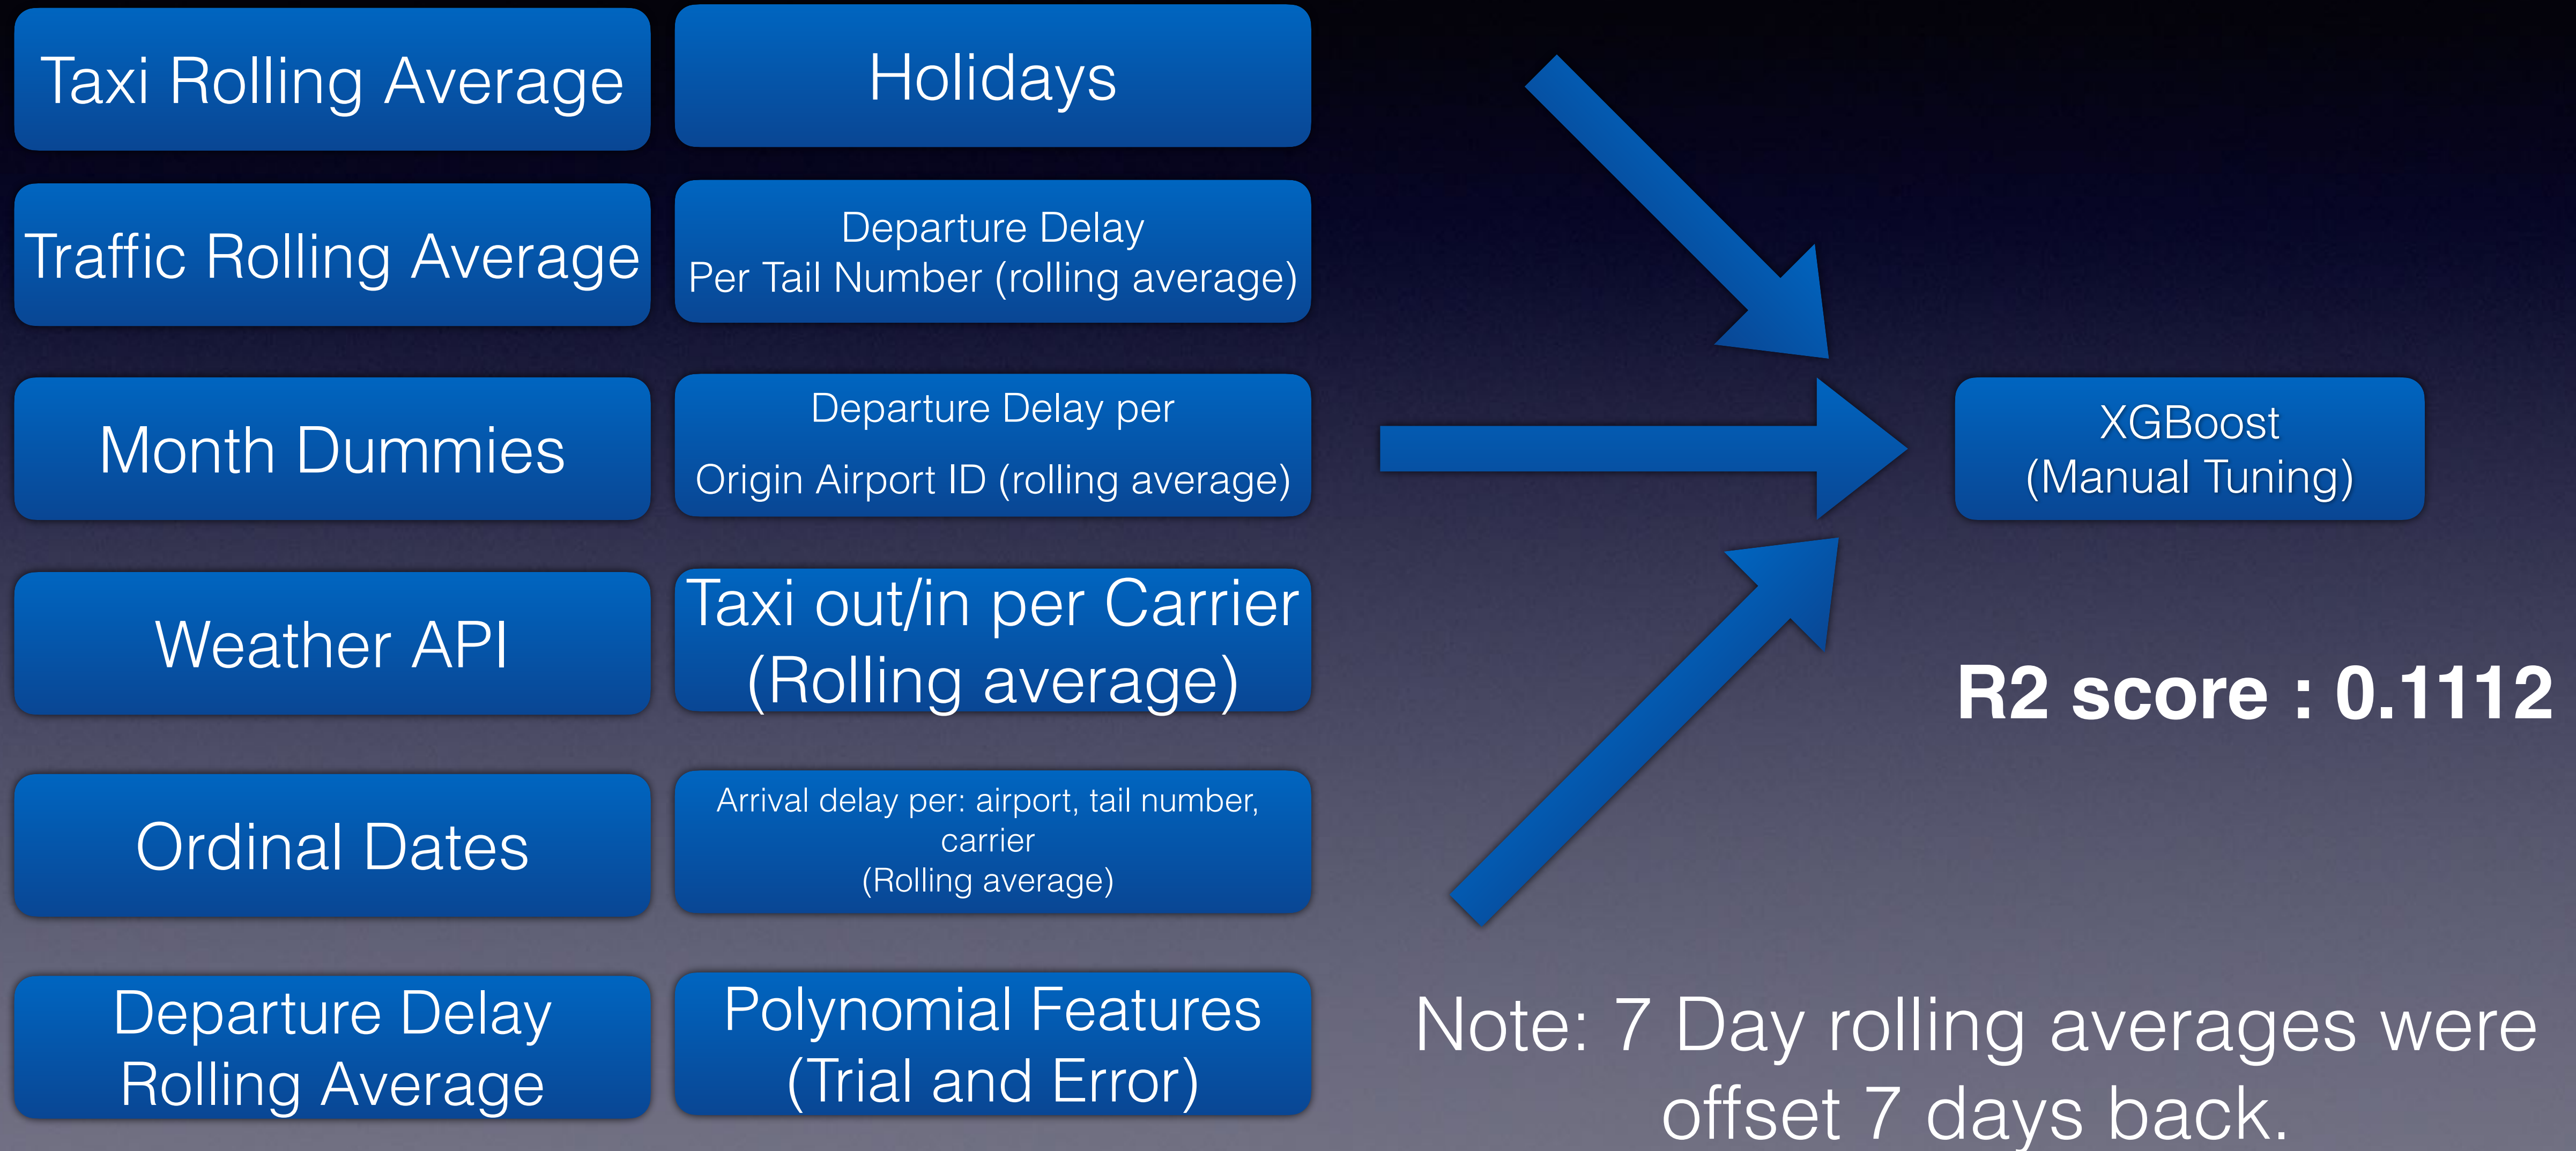 Taxi Rolling Average
Holidays
Traffic Rolling Average
Departure Delay
Per Tail Number (rolling average)
Month Dummies
Departure Delay per
Origin Airport ID (rolling average)
Weather API
Taxi out/in per Carrier
(Rolling average)
Ordinal Dates
Arrival delay per: airport, tail number,
carrier
(Rolling average)
Departure Delay
Rolling Average
Polynomial Features
(Trial and Error)
XGBoost
(Manual Tuning)
R2 score : 0.1112
Note: 7 Day rolling averages were
offset 7 days back.